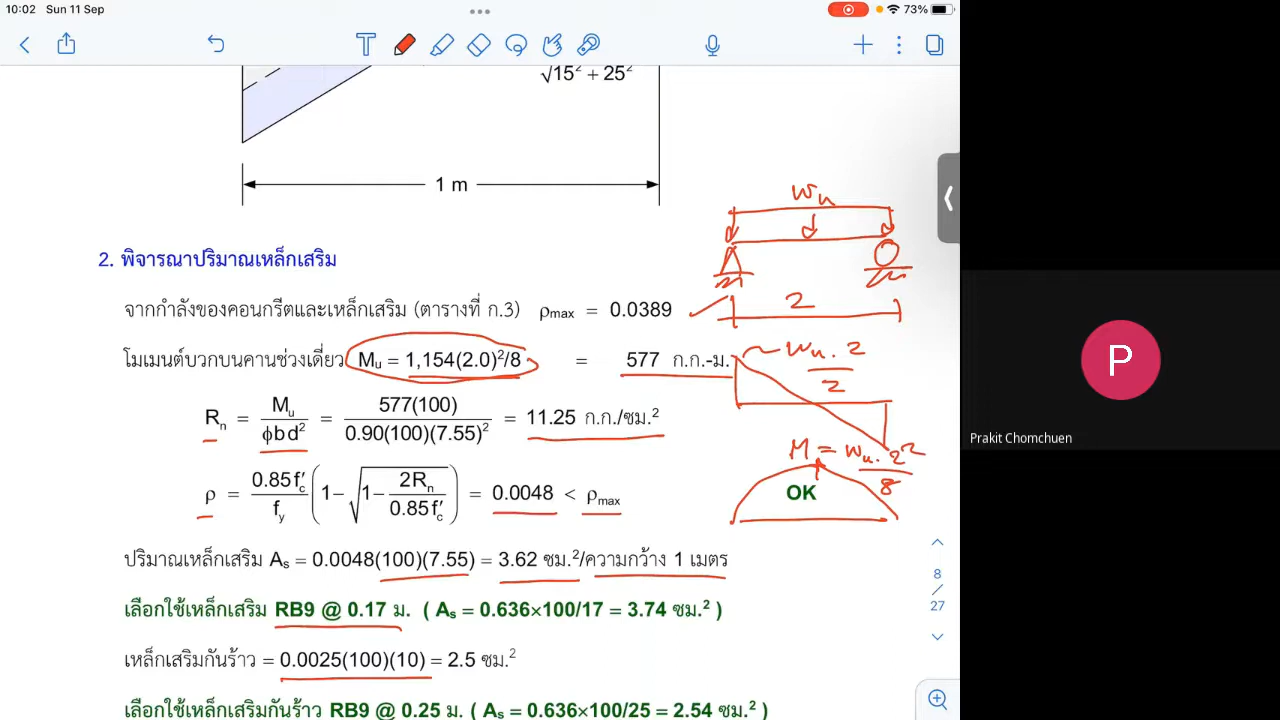 10:02 Sun 11 Sep
73%
T
√15² + 25²
1 m
wu
2. พิจารณาปริมาณเหล็กเสริม
จากกำลังของคอนกรีตและเหล็กเสริม (ตารางที่ ก.3) ρmax = 0.0389
2
โมเมนต์บวกบนคานช่วงเดี่ยว Mu = 1,154(2.0)²/8 = 577 ก.ก.-ม.
wu·2/2
Rn = Mu/ϕbd² = 577(100)/0.90(100)(7.55)² = 11.25 ก.ก./ซม.²
M = wu·2²/8
ρ = 0.85f′c/fy (1−√1−2Rn/0.85f′c) = 0.0048 < ρmax OK
ปริมาณเหล็กเสริม As = 0.0048(100)(7.55) = 3.62 ซม.²/ความกว้าง 1 เมตร
เลือกใช้เหล็กเสริม RB9 @ 0.17 ม. ( As = 0.636×100/17 = 3.74 ซม.² )
เหล็กเสริมกันร้าว = 0.0025(100)(10) = 2.5 ซม.²
เลือกใช้เหล็กเสริมกันร้าว RB9 @ 0.25 ม. ( As = 0.636×100/25 = 2.54 ซม.² )
8
/
27
P
Prakit Chomchuen